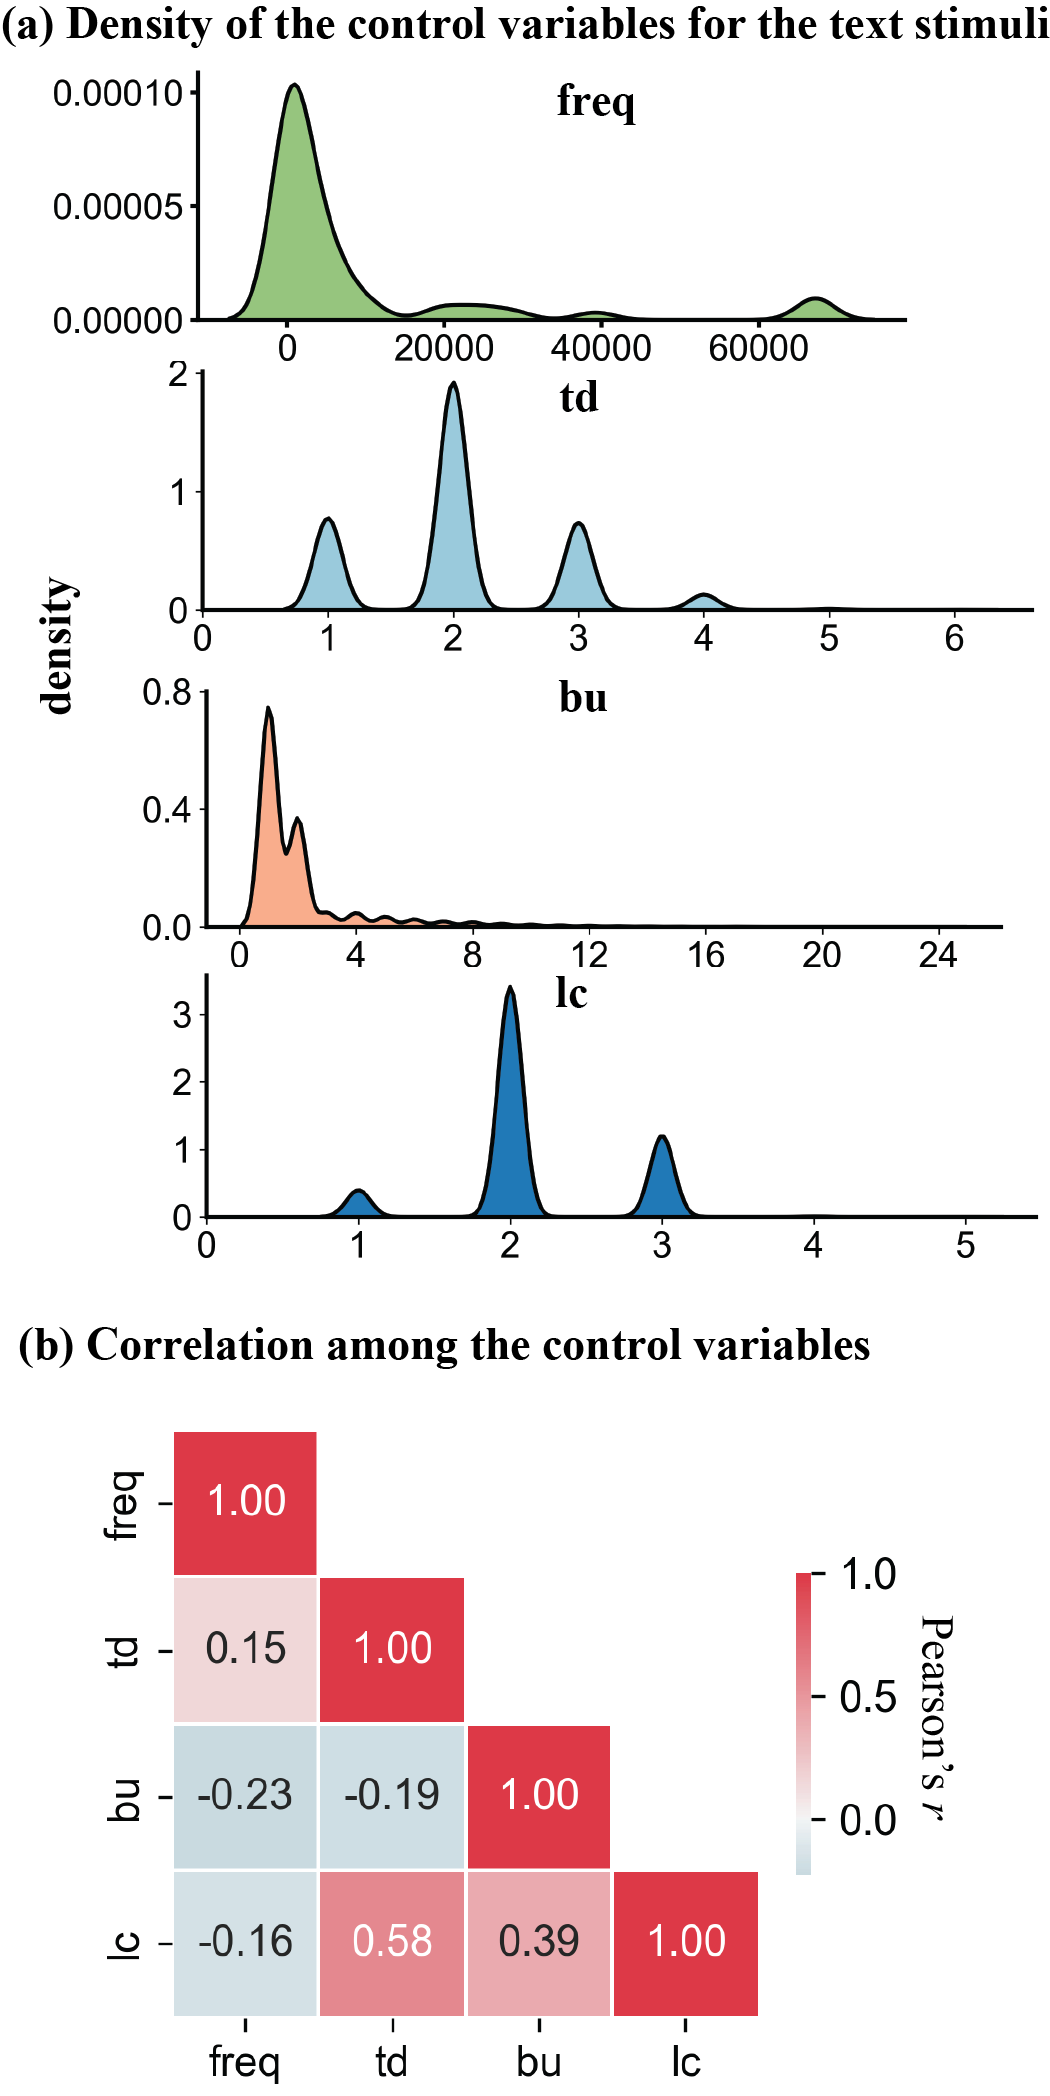 (a) Density of the control variables for the text stimuli
freq
0.00010
0.00005
0.00000
0 20000 40000 60000
td
2
1
0
0 1 2 3 4 5 6
density
bu
0.8
0.4
0.0
0 4 8 12 16 20 24
lc
3
2
1
0
0 1 2 3 4 5
(b) Correlation among the control variables
freq 1.00
td 0.15 1.00
bu -0.23 -0.19 1.00
lc -0.16 0.58 0.39 1.00
freq td bu lc
1.0
0.5
0.0
Pearson’s r